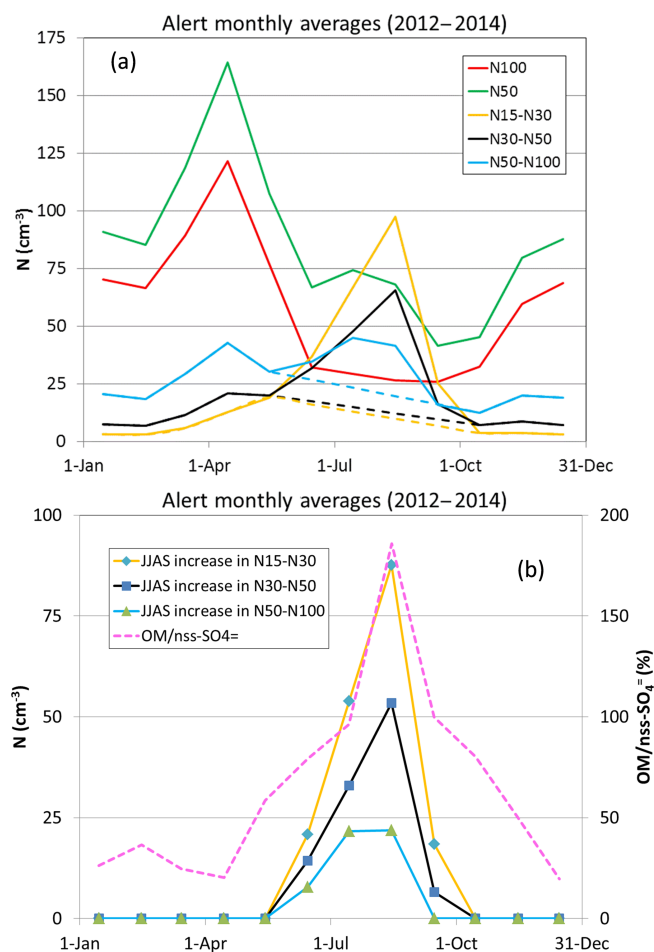 Alert monthly averages (2012–2014)
175
150
125
100
75
50
25
0
N (cm-3)
(a)
N100
N50
N15-N30
N30-N50
N50-N100
1-Jan 1-Apr 1-Jul 1-Oct 31-Dec
Alert monthly averages (2012–2014)
100
75
50
25
0
N (cm-3)
JJAS increase in N15-N30
JJAS increase in N30-N50
JJAS increase in N50-N100
OM/nss-SO4=
(b)
200
150
100
50
0
OM/nss-SO4= (%)
1-Jan 1-Apr 1-Jul 1-Oct 31-Dec